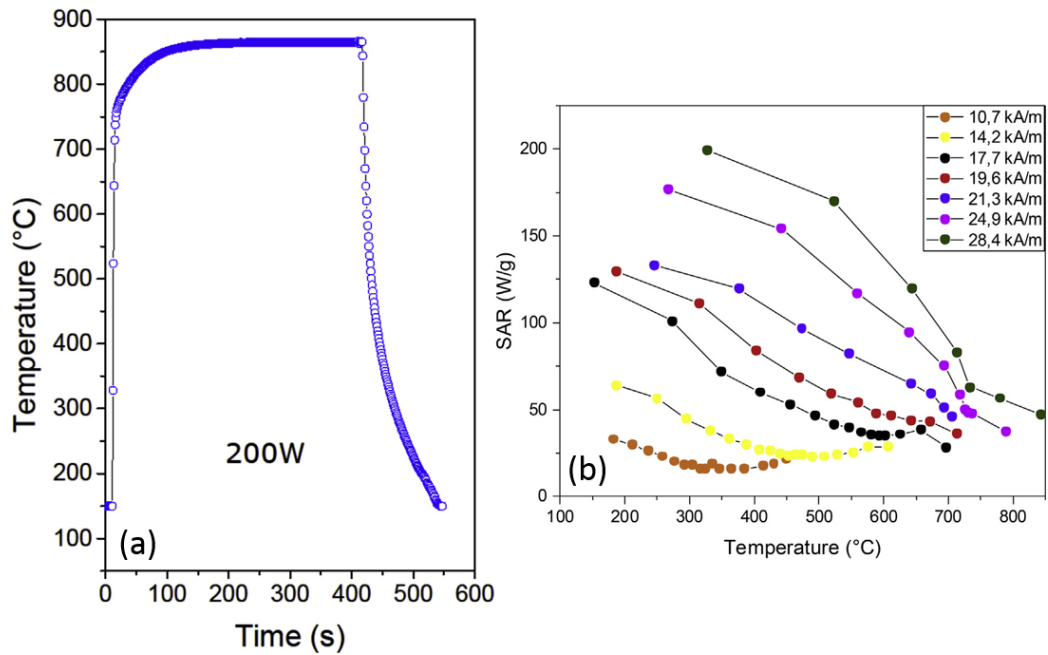 900
800
700
600
500
400
300
200
100
Temperature (°C)
200W
(a)
0 100 200 300 400 500 600
Time (s)
10,7 kA/m
14,2 kA/m
17,7 kA/m
19,6 kA/m
21,3 kA/m
24,9 kA/m
28,4 kA/m
200
150
100
50
0
SAR (W/g)
(b)
100 200 300 400 500 600 700 800
Temperature (°C)